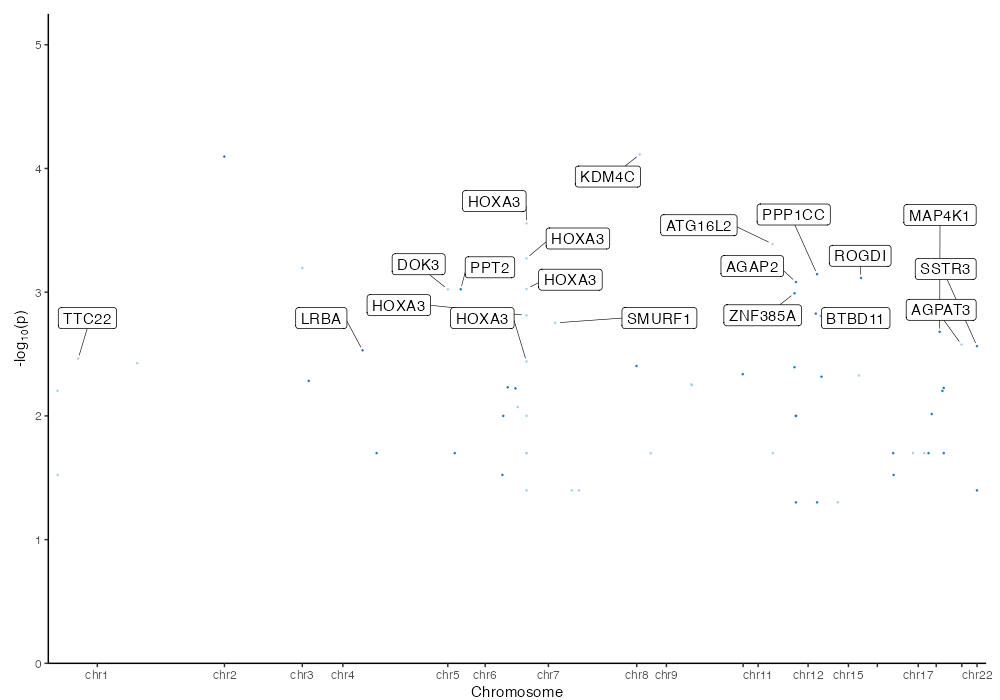 5
4
KDM4C
HOXA3
PPP1CC
MAP4K1
ATG16L2
HOXA3
DOK3
PPT2
AGAP2
ROGDI
SSTR3
HOXA3
3
HOXA3
AGPAT3
TTC22
LRBA
HOXA3
SMURF1
ZNF385A
BTBD11
-log10(p)
2
1
0
chr1 chr2 chr3 chr4 chr5 chr6 chr7 chr8 chr9 chr11 chr12 chr15 chr17 chr22
Chromosome